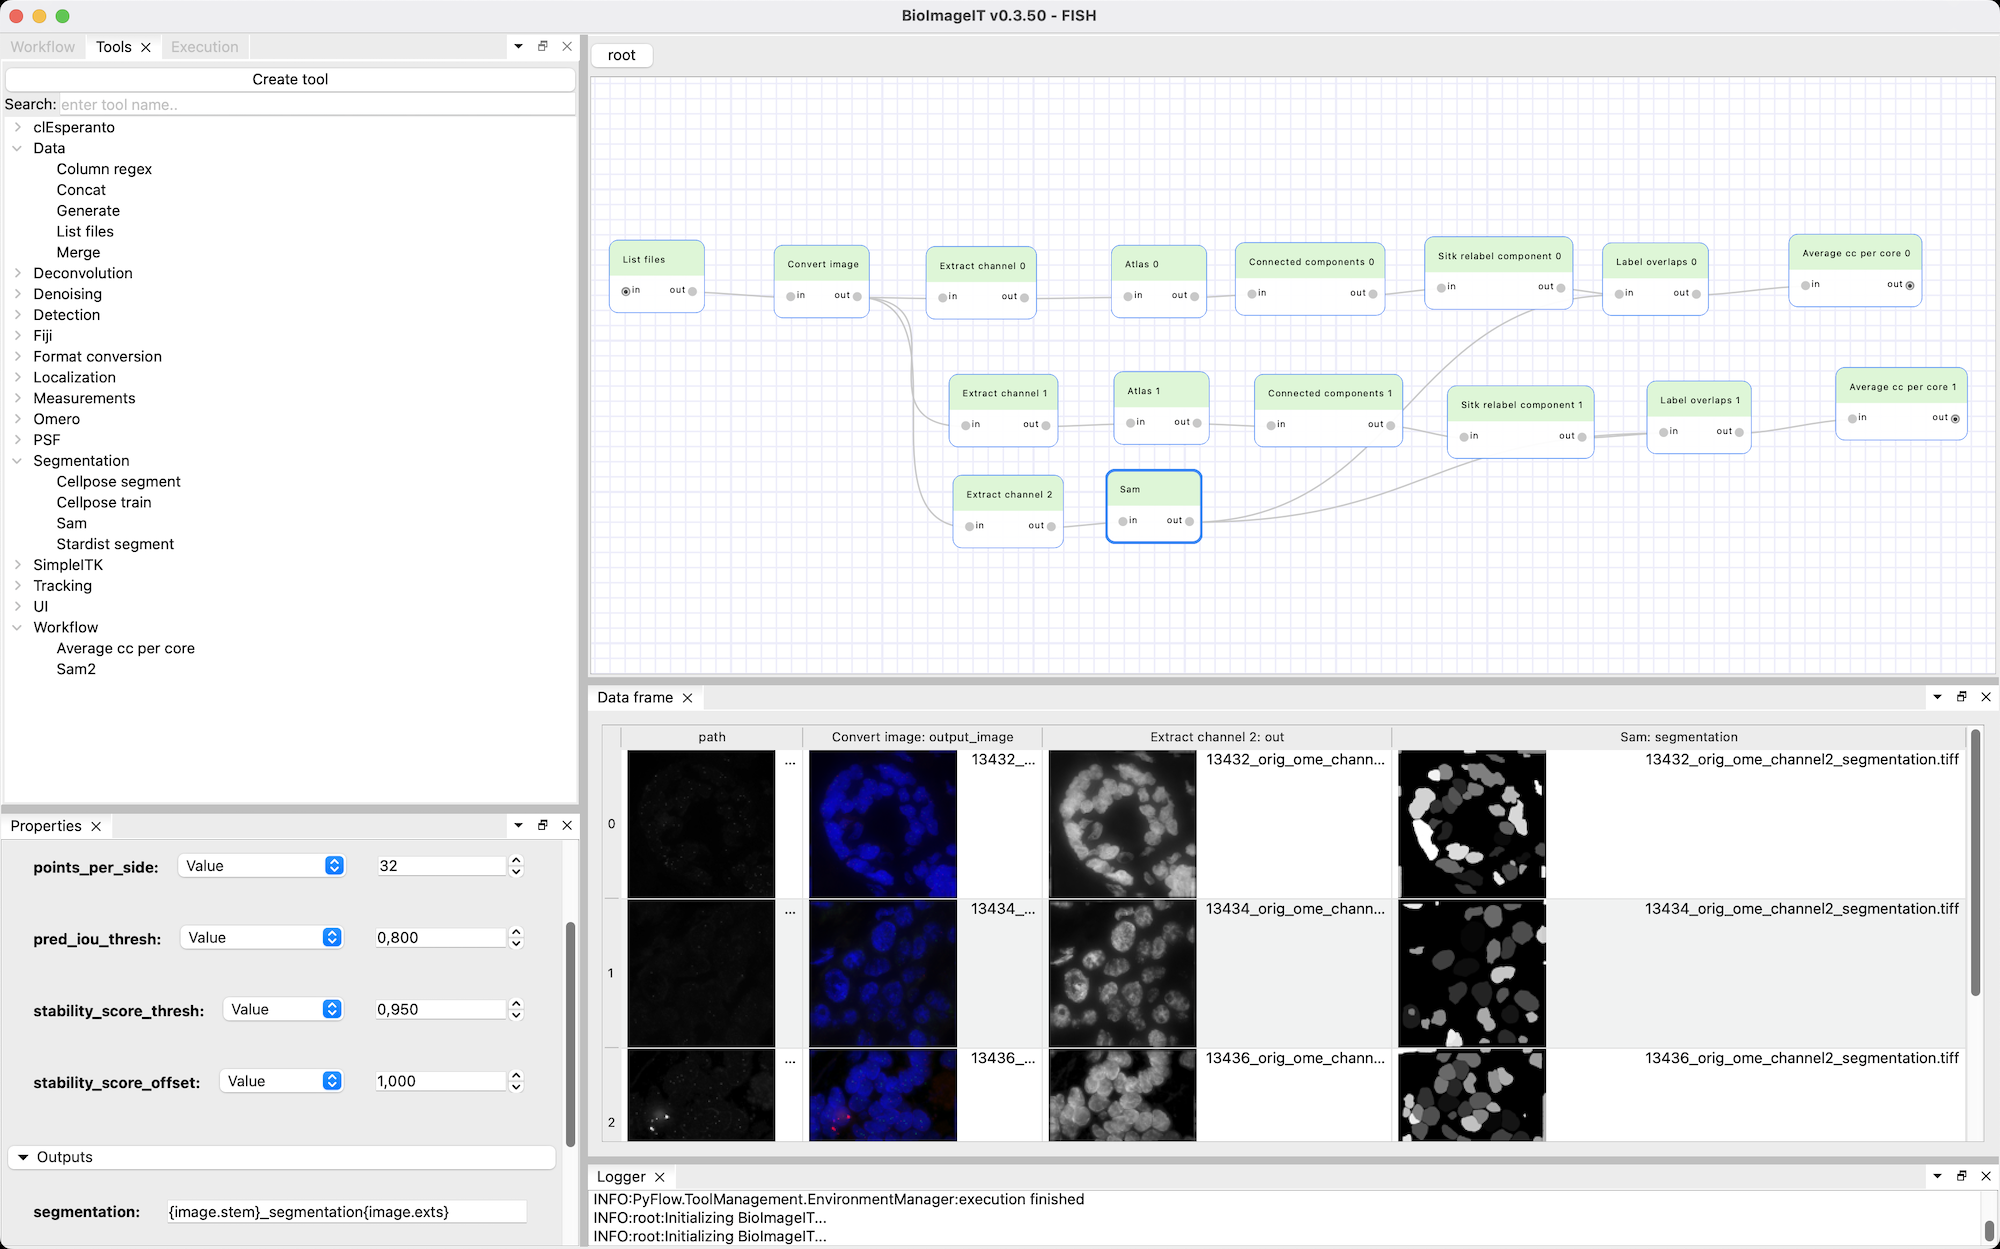 BioImageIT v0.3.50 - FISH
Workflow
Tools
Execution
Create tool
Search: enter tool name..
clEsperanto
Data
Column regex
Concat
Generate
List files
Merge
Deconvolution
Denoising
Detection
Fiji
Format conversion
Localization
Measurements
Omero
PSF
Segmentation
Cellpose segment
Cellpose train
Sam
Stardist segment
SimpleITK
Tracking
UI
Workflow
Average cc per core
Sam2
Properties
points_per_side: Value 32
pred_iou_thresh: Value 0,800
stability_score_thresh: Value 0,950
stability_score_offset: Value 1,000
Outputs
segmentation: {image.stem}_segmentation{image.exts}
root
List files
in out
Convert image
in out
Extract channel 0
in out
Atlas 0
in out
Connected components 0
in out
Sitk relabel component 0
in out
Label overlaps 0
in out
Average cc per core 0
in out
Extract channel 1
in out
Atlas 1
in out
Connected components 1
in out
Sitk relabel component 1
in out
Label overlaps 1
in out
Average cc per core 1
in out
Extract channel 2
in out
Sam
in out
Data frame
path Convert image: output_image Extract channel 2: out Sam: segmentation
0 ... 13432_... 13432_orig_ome_chann... 13432_orig_ome_channel2_segmentation.tiff
1 ... 13434_... 13434_orig_ome_chann... 13434_orig_ome_channel2_segmentation.tiff
2 ... 13436_... 13436_orig_ome_chann... 13436_orig_ome_channel2_segmentation.tiff
Logger
INFO:PyFlow.ToolManagement.EnvironmentManager:execution finished
INFO:root:Initializing BioImageIT...
INFO:root:Initializing BioImageIT...